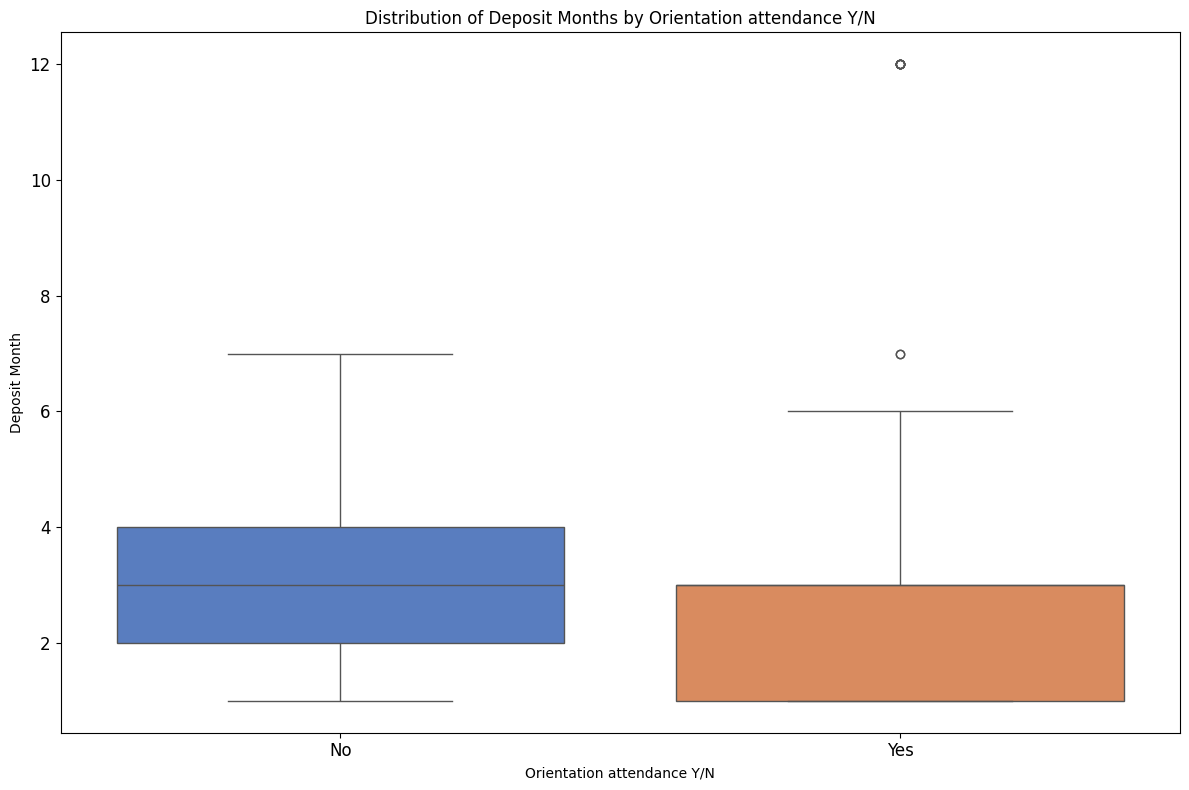 Distribution of Deposit Months by Orientation attendance Y/N
12
10
8
6
4
2
Deposit Month
No
Yes
Orientation attendance Y/N